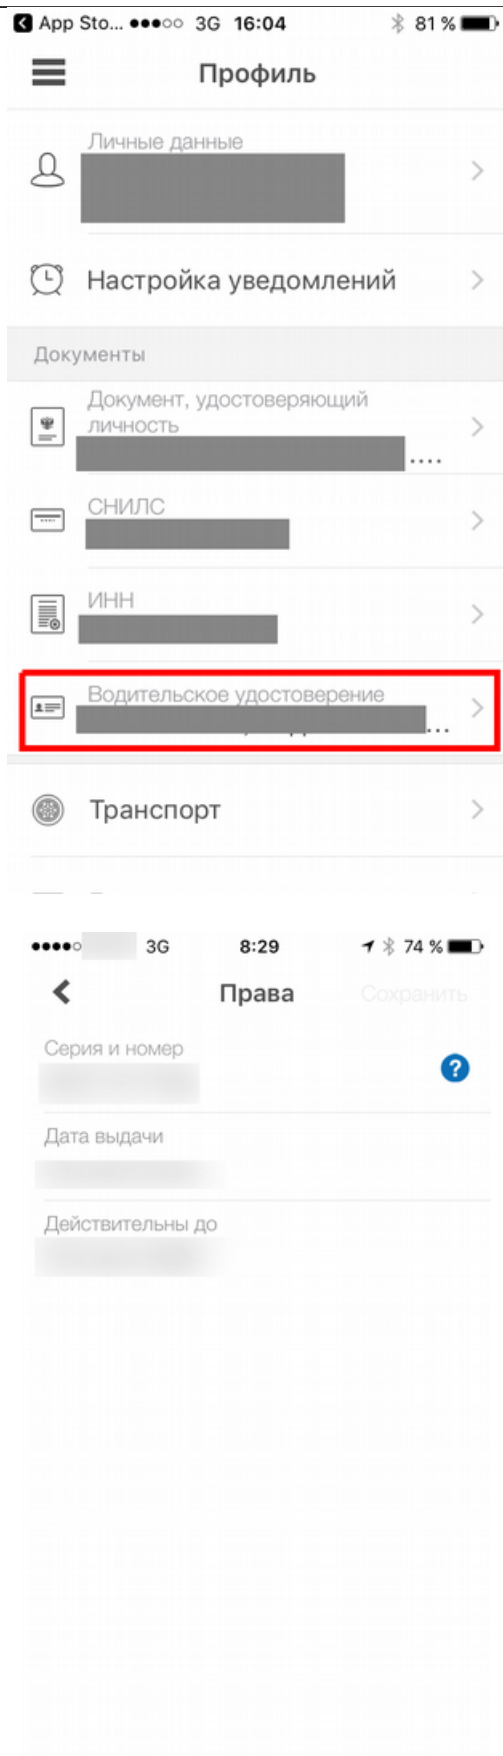 App Sto... 3G 16:04 81 %
Профиль
Личные данные
Настройка уведомлений
Документы
Документ, удостоверяющий
личность
....
СНИЛС
ИНН
Водительское удостоверение
...
Транспорт
3G 8:29 74 %
Права Сохранить
Серия и номер
?
Дата выдачи
Действительны до